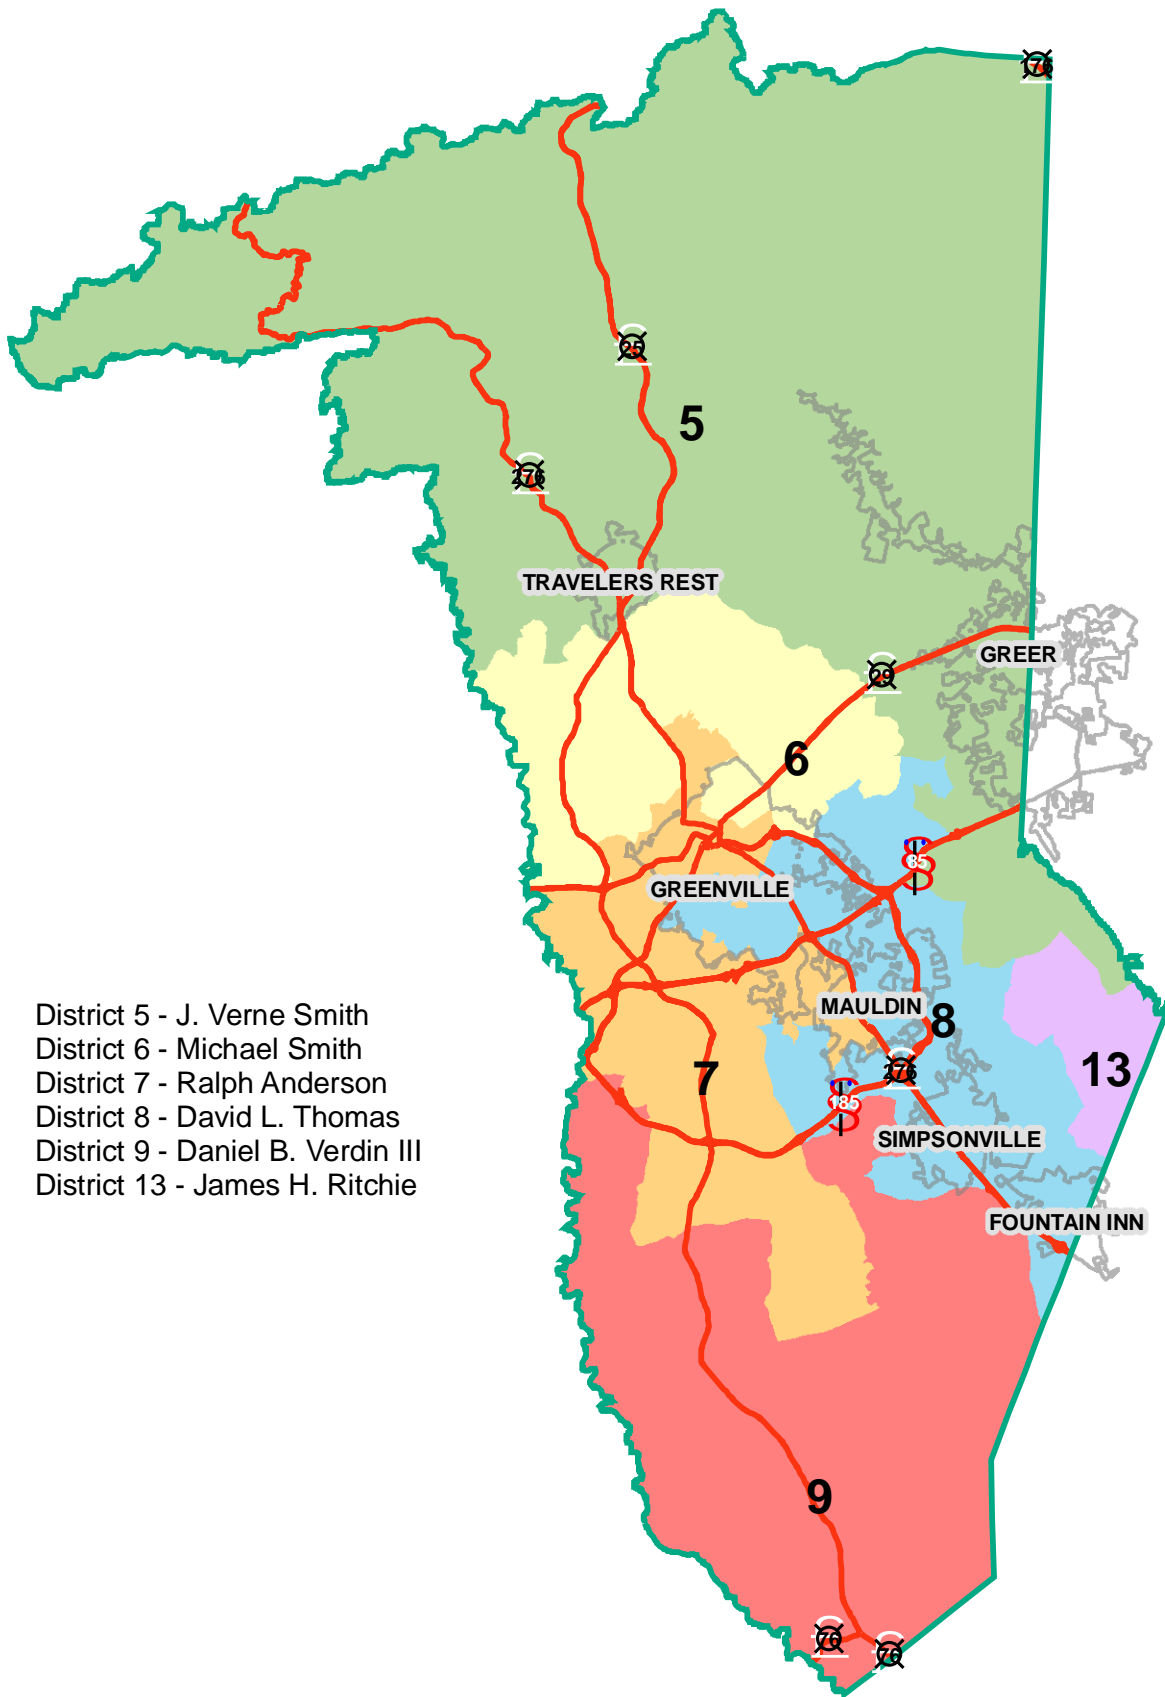 176
25
5
276
TRAVELERS REST
GREER
29
6
85
GREENVILLE
MAULDIN
8
District 5 - J. Verne Smith
District 6 - Michael Smith
District 7 - Ralph Anderson
District 8 - David L. Thomas
District 9 - Daniel B. Verdin III
District 13 - James H. Ritchie
7
276
13
185
SIMPSONVILLE
FOUNTAIN INN
9
76
76